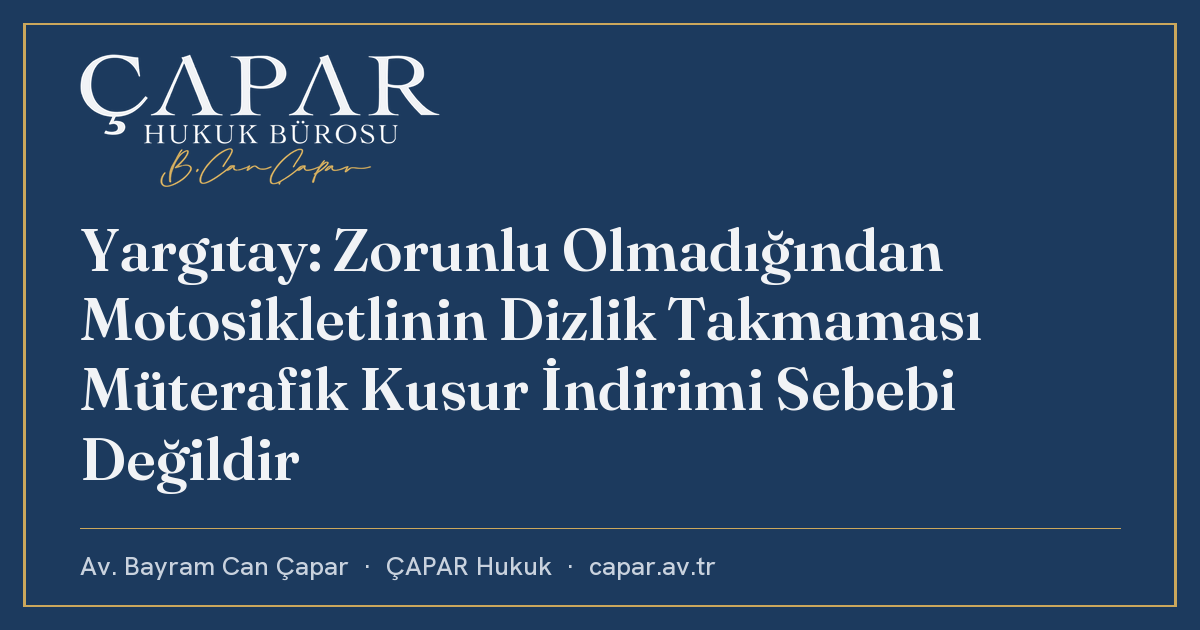 ÇAPAR
HUKUK BÜROSU
B.Can Çapar
Yargıtay: Zorunlu Olmadığından
Motosikletlinin Dizlik Takmaması
Müterafik Kusur İndirimi Sebebi
Değildir
Av. Bayram Can Çapar · ÇAPAR Hukuk · capar.av.tr